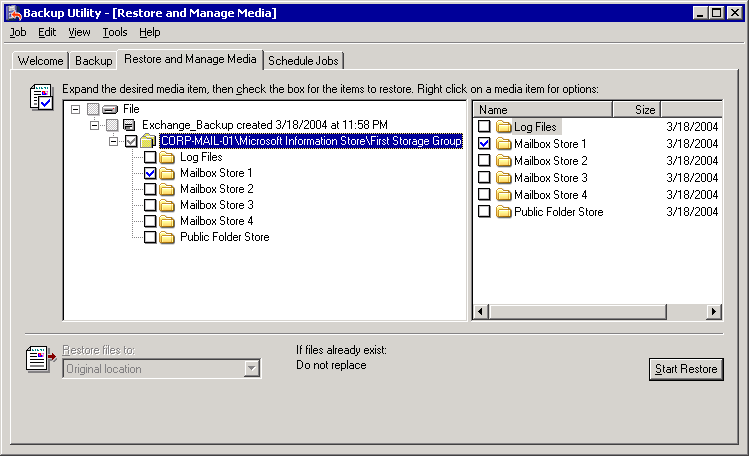 Backup Utility - [Restore and Manage Media]
Job Edit View Tools Help
Welcome Backup Restore and Manage Media Schedule Jobs
Expand the desired media item, then check the box for the items to restore. Right click on a media item for options:
File
Exchange_Backup created 3/18/2004 at 11:58 PM
CORP-MAIL-01\Microsoft Information Store\First Storage Group
Log Files
Mailbox Store 1
Mailbox Store 2
Mailbox Store 3
Mailbox Store 4
Public Folder Store
Name Size
Log Files 3/18/2004
Mailbox Store 1 3/18/2004
Mailbox Store 2 3/18/2004
Mailbox Store 3 3/18/2004
Mailbox Store 4 3/18/2004
Public Folder Store 3/18/2004
Restore files to:
Original location
If files already exist:
Do not replace
Start Restore